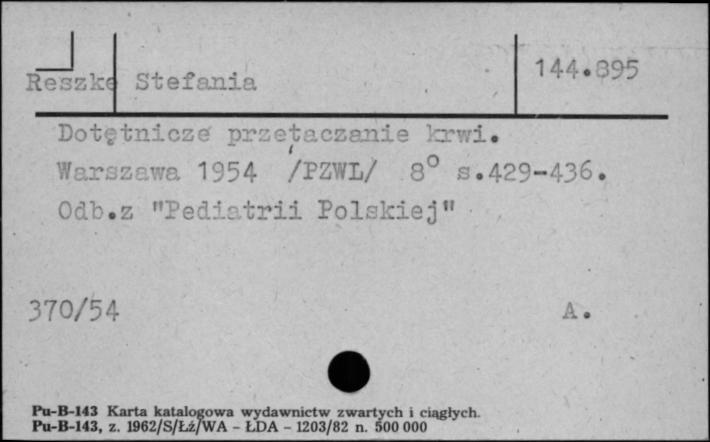 Reszke Stefania 144.895
Dotętnicze przetaczanie krwi.
Warszawa 1954 /PZWL/ 8° s.429-436.
Odb.z "Pediatrii Polskiej"
370/54 A.
Pu-B-143 Karta katalogowa wydawnictw zwartych i ciągłych.
Pu-B-143, z. 1962/S/Łź/WA - ŁDA - 1203/82 n. 500 000